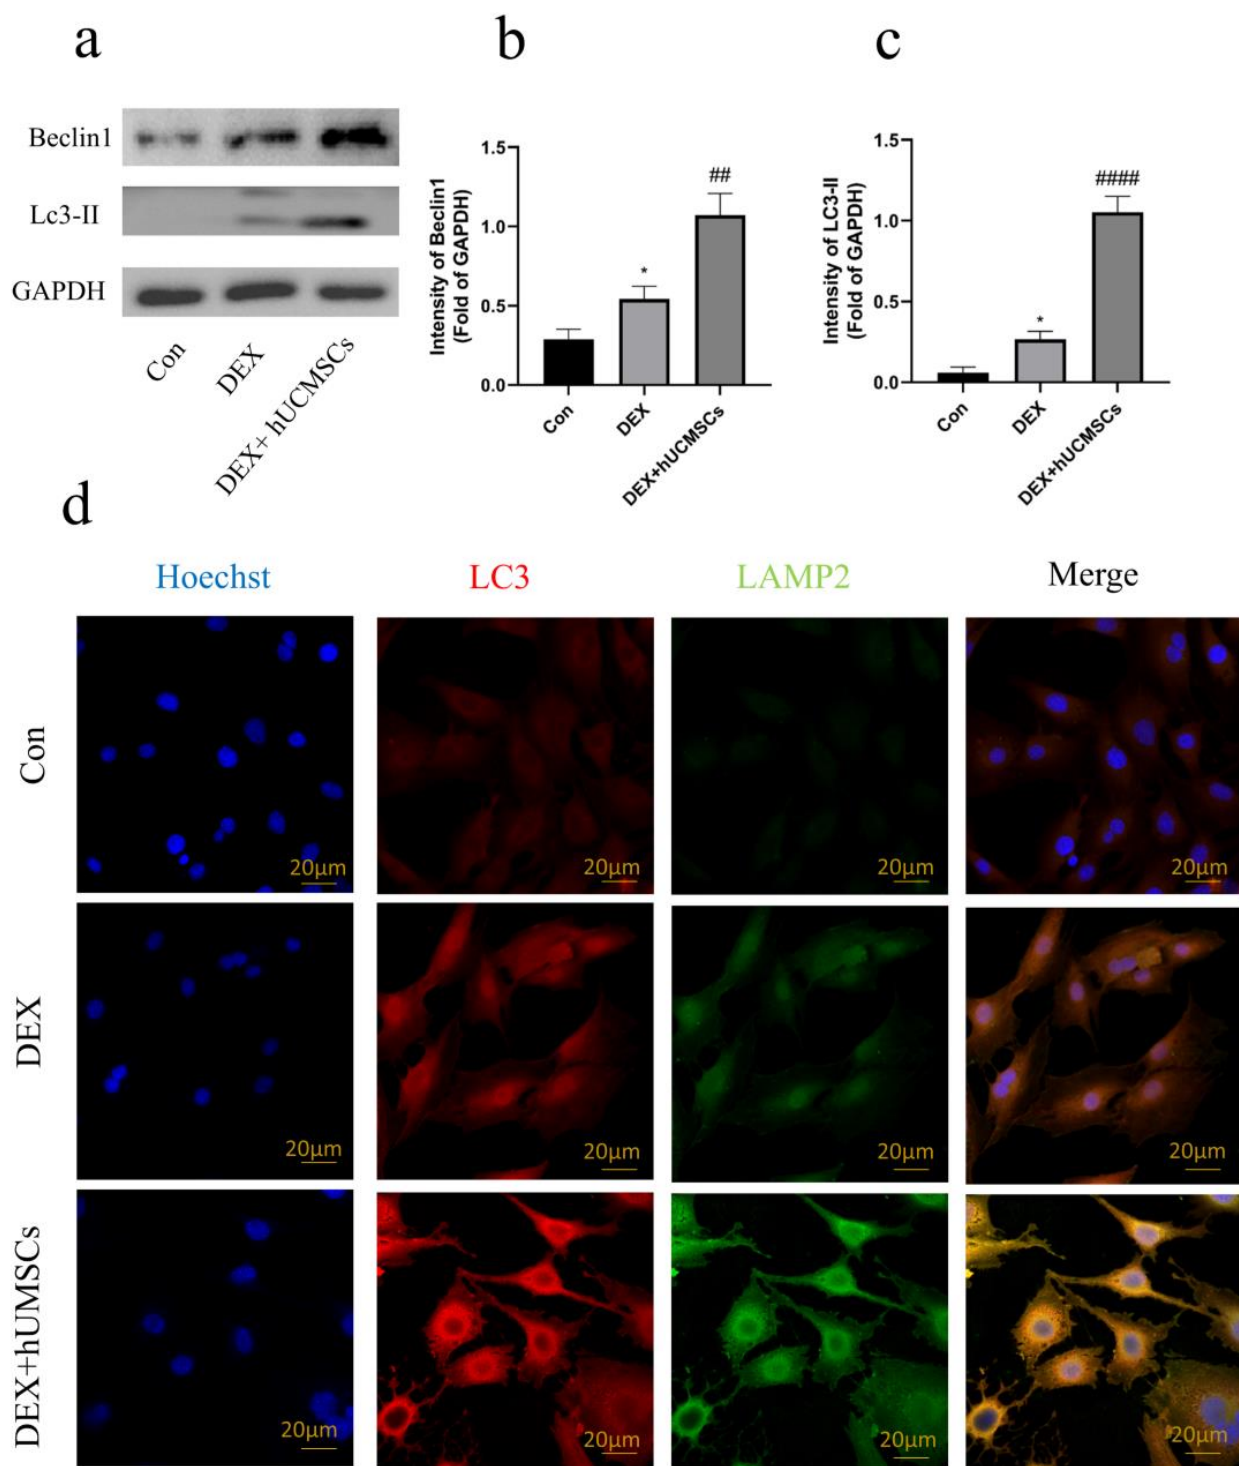 a
Beclin1
Lc3-II
GAPDH
Con
DEX
DEX+ hUCMSCs
b
Intensity of Beclin1
(Fold of GAPDH)
1.5
1.0
0.5
0.0
*
##
Con
DEX
DEX+hUCMSCs
c
Intensity of LC3-II
(Fold of GAPDH)
1.5
1.0
0.5
0.0
*
####
Con
DEX
DEX+hUCMSCs
d
Hoechst
LC3
LAMP2
Merge
Con
20μm
20μm
20μm
20μm
DEX
20μm
20μm
20μm
20μm
DEX+hUMSCs
20μm
20μm
20μm
20μm